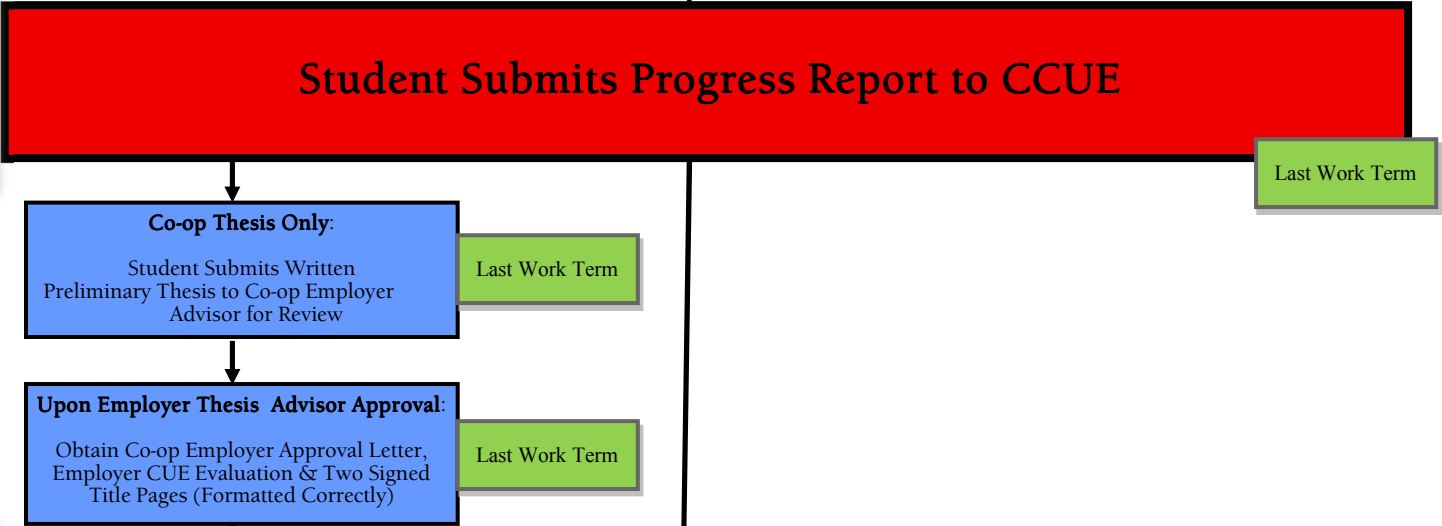 Student Submits Progress Report to CCUE
Last Work Term
Co-op Thesis Only:
Student Submits Written
Preliminary Thesis to Co-op Employer
Advisor for Review
Last Work Term
Upon Employer Thesis  Advisor Approval:
Obtain Co-op Employer Approval Letter,
Employer CUE Evaluation & Two Signed
Title Pages (Formatted Correctly)
Last Work Term